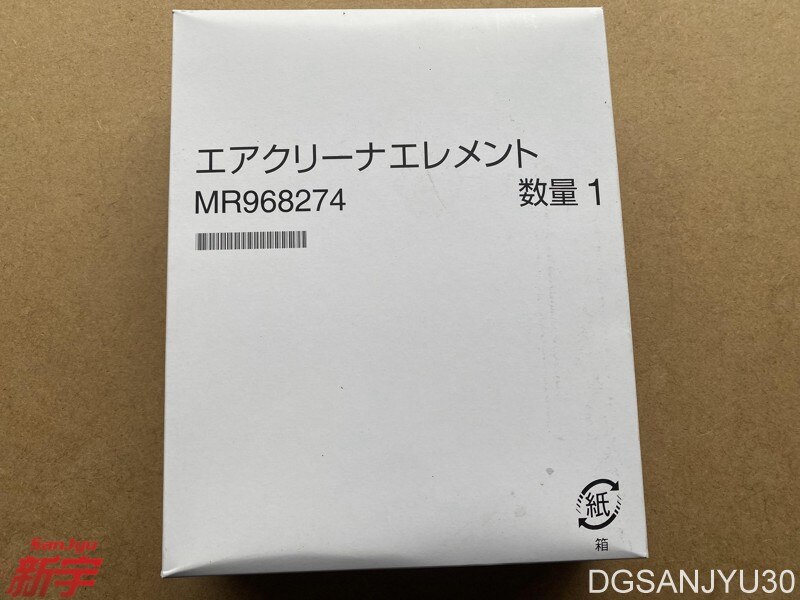 エアクリーナエレメント
MR968274
数量 1
紙
箱
SanJyu
新宇
DGSANJYU30